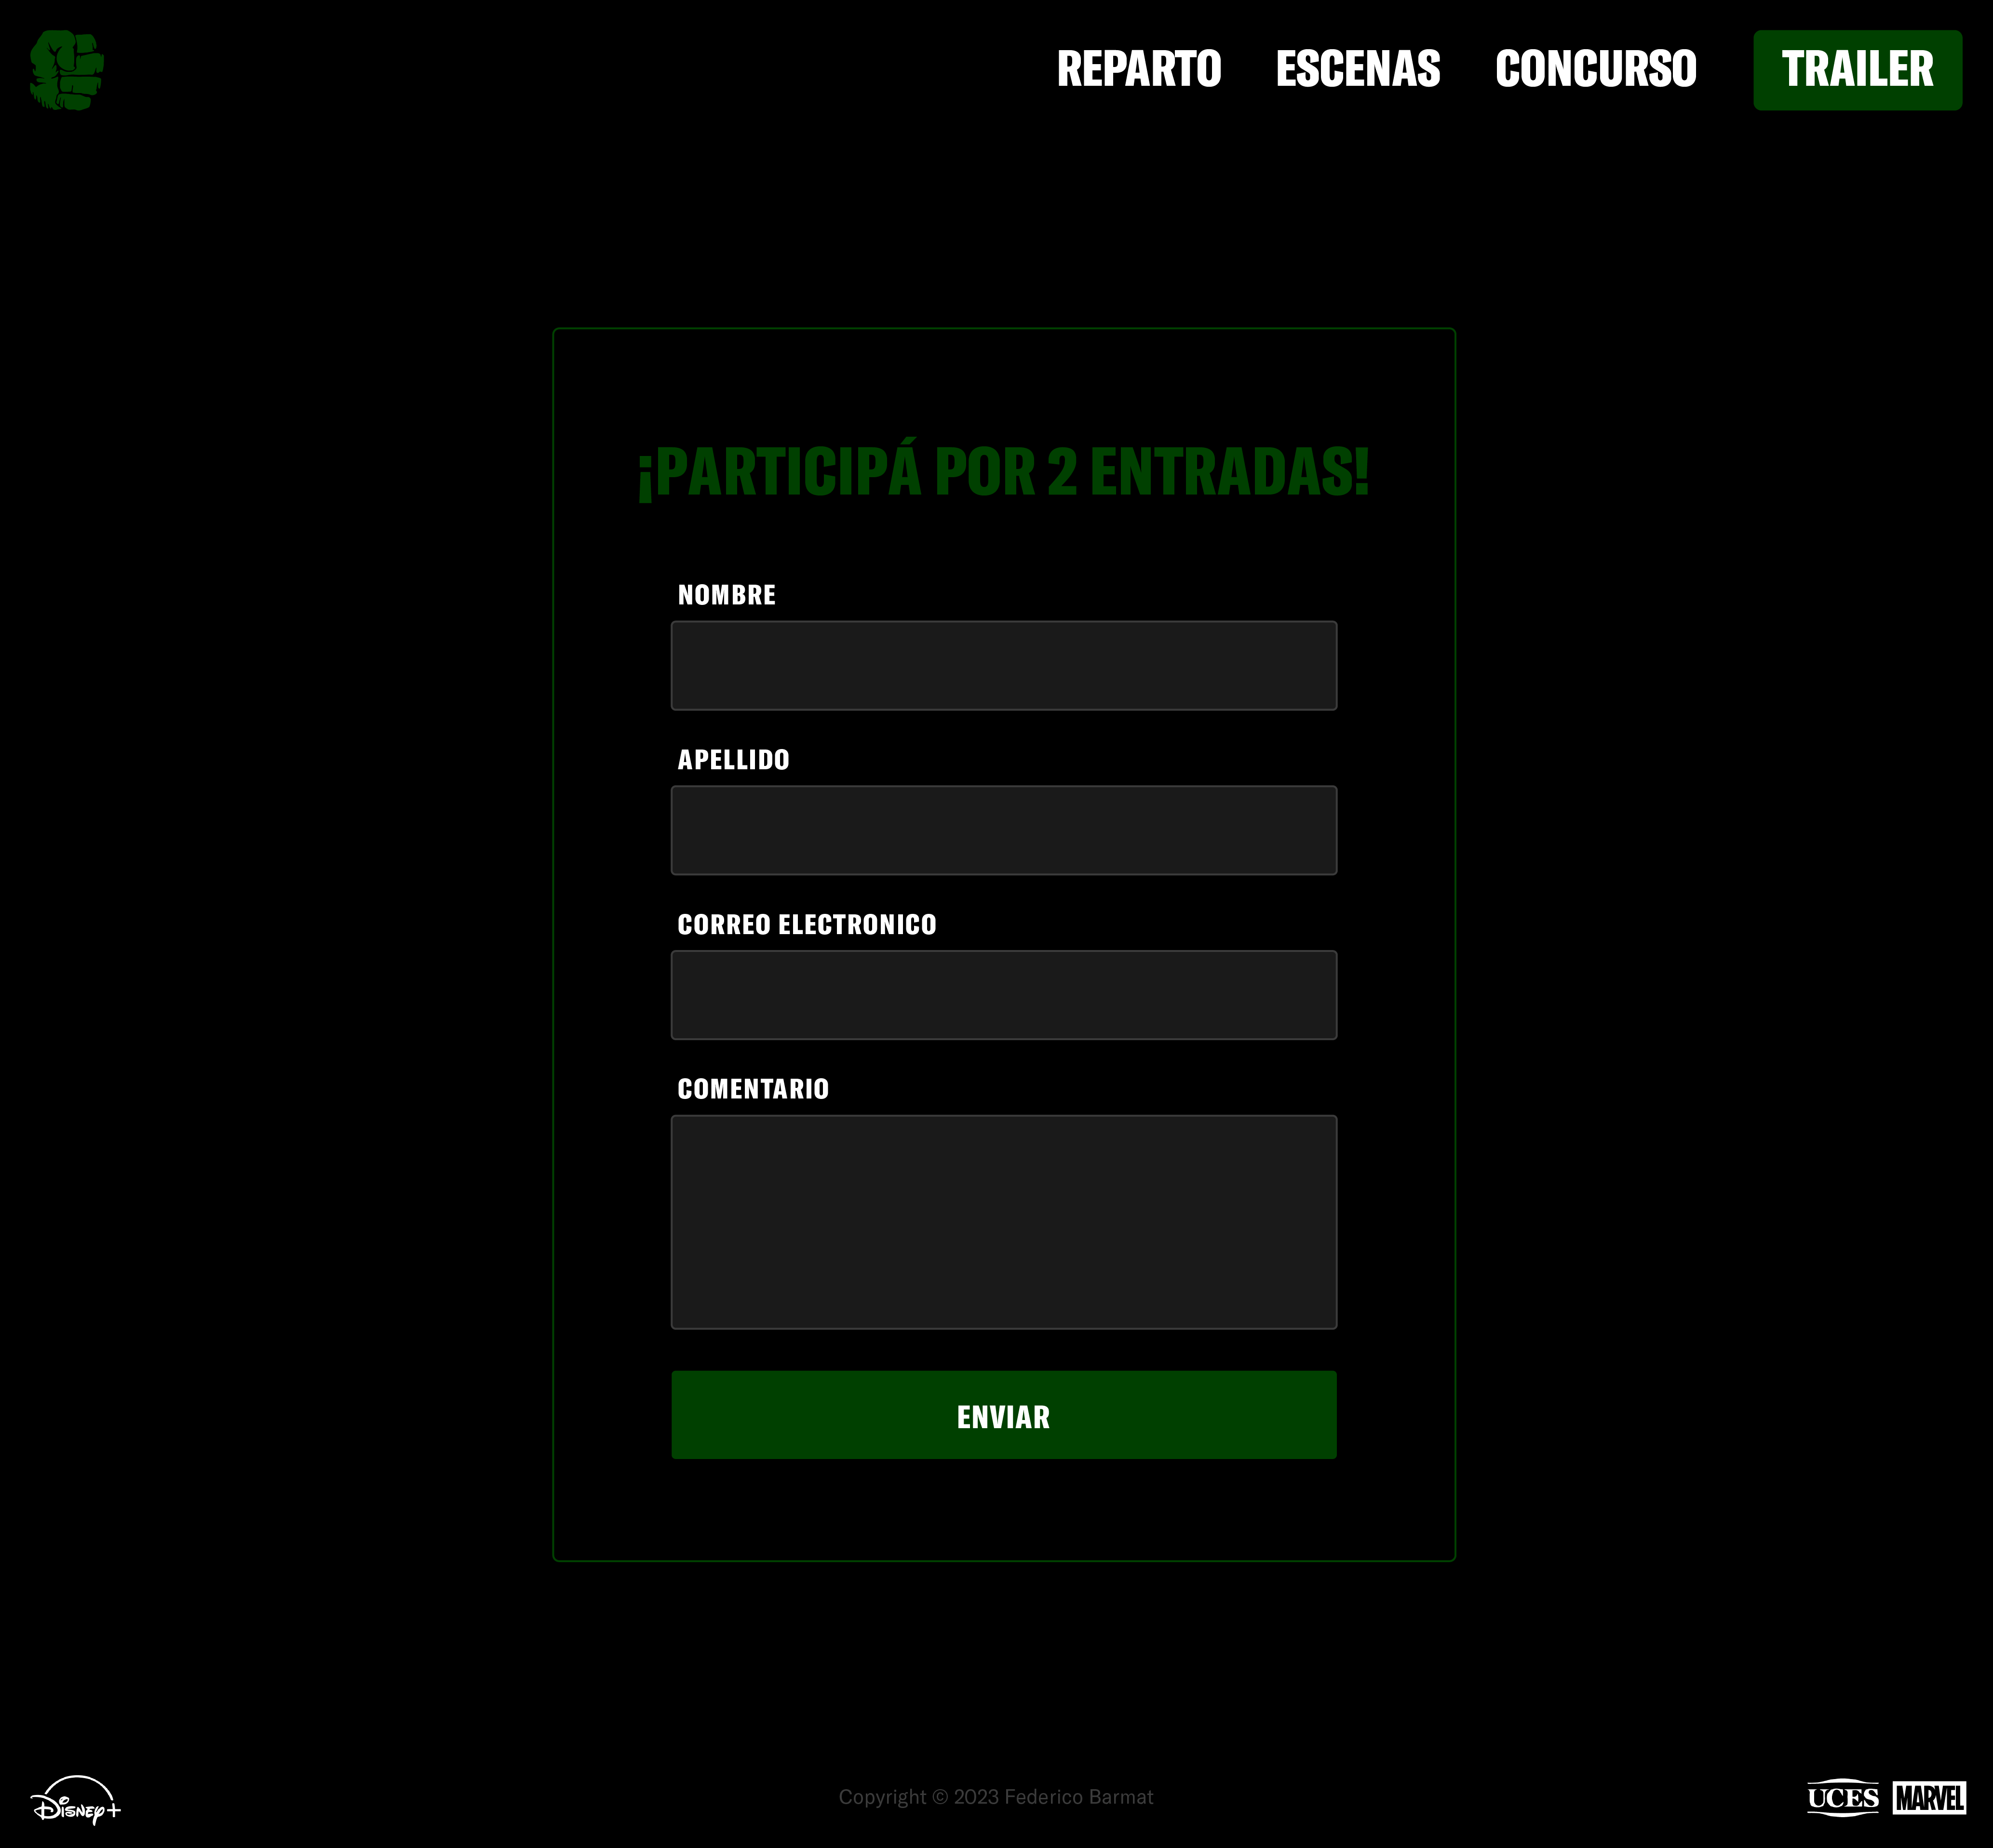 REPARTO ESCENAS CONCURSO TRAILER
¡PARTICIPÁ POR 2 ENTRADAS!
NOMBRE
APELLIDO
CORREO ELECTRONICO
COMENTARIO
ENVIAR
Disney+ Copyright © 2023 Federico Barmat UCES MARVEL